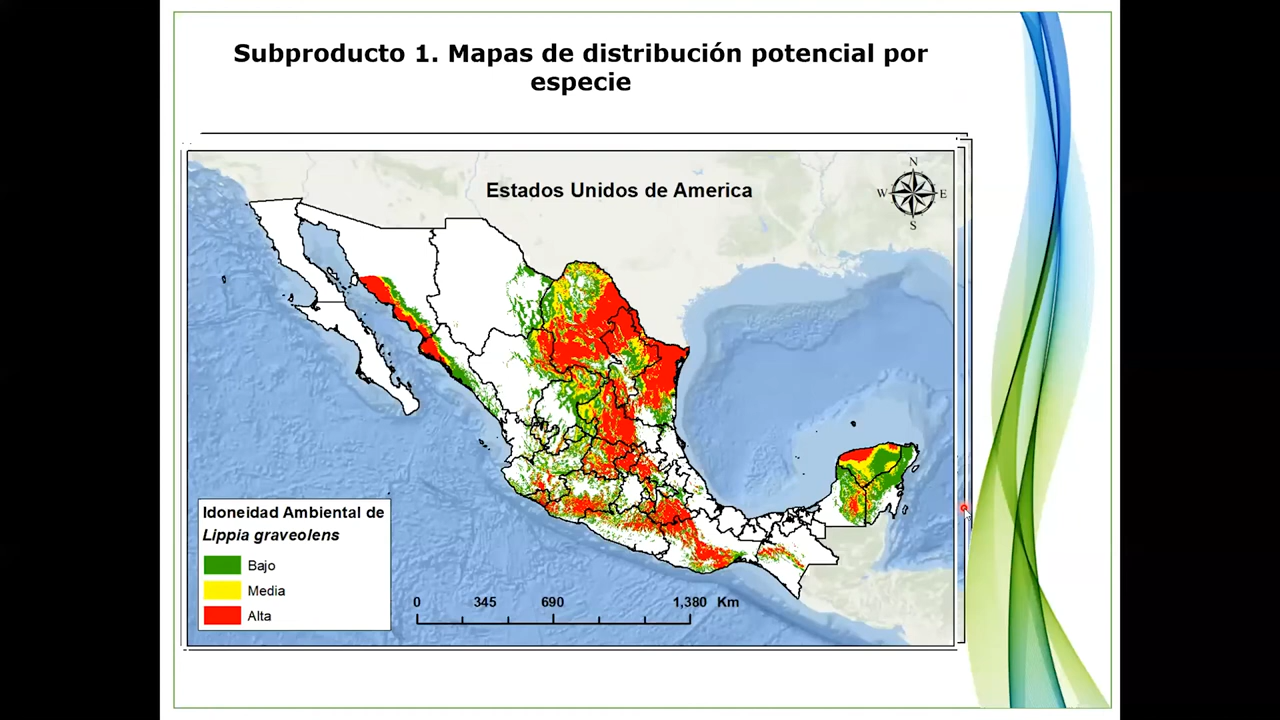 Subproducto 1. Mapas de distribución potencial por
especie
Estados Unidos de America
N
W E
S
Idoneidad Ambiental de
Lippia graveolens
Bajo
Media
Alta
0 345 690 1,380 Km